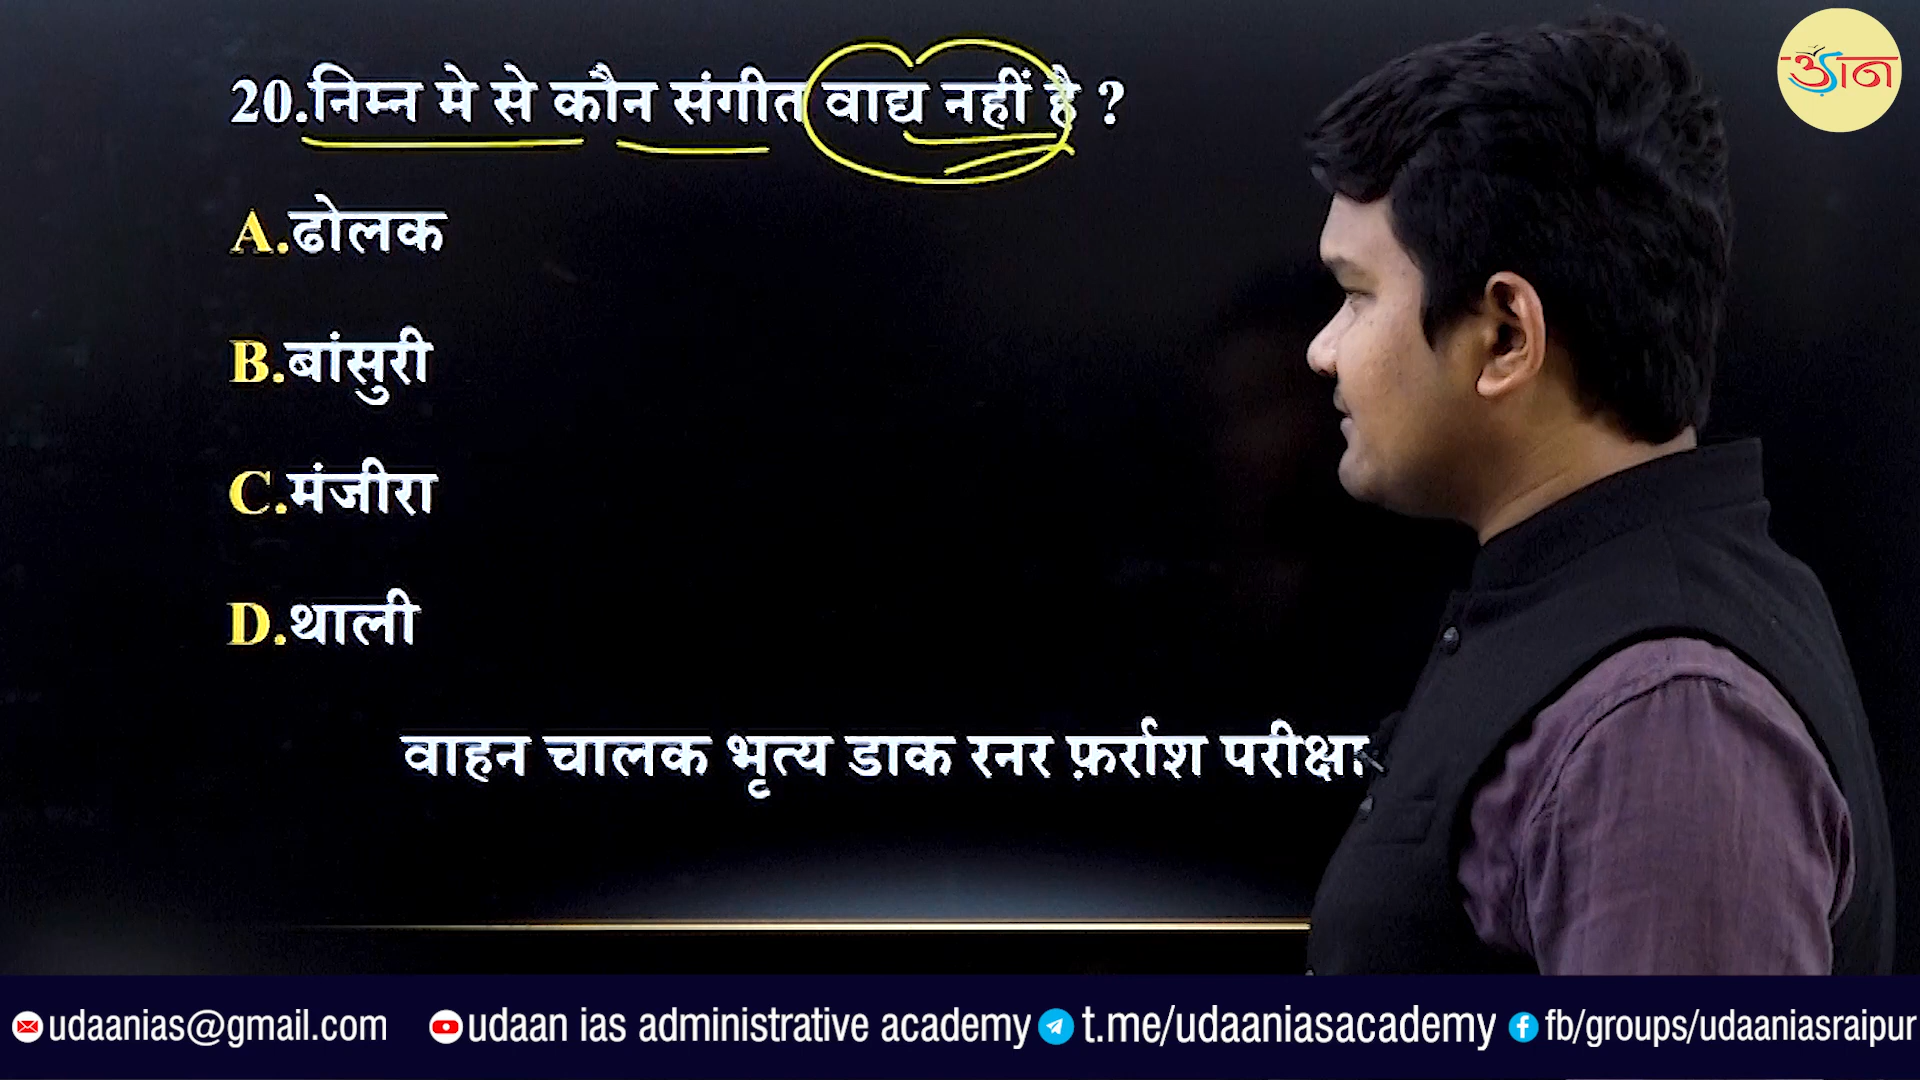 उड़ान
20.निम्न मे से कौन संगीत वाद्य नहीं है ?
A.ढोलक
B.बांसुरी
C.मंजीरा
D.थाली
वाहन चालक भृत्य डाक रनर फ़र्राश परीक्षा
udaanias@gmail.com udaan ias administrative academy t.me/udaaniasacademy fb/groups/udaaniasraipur